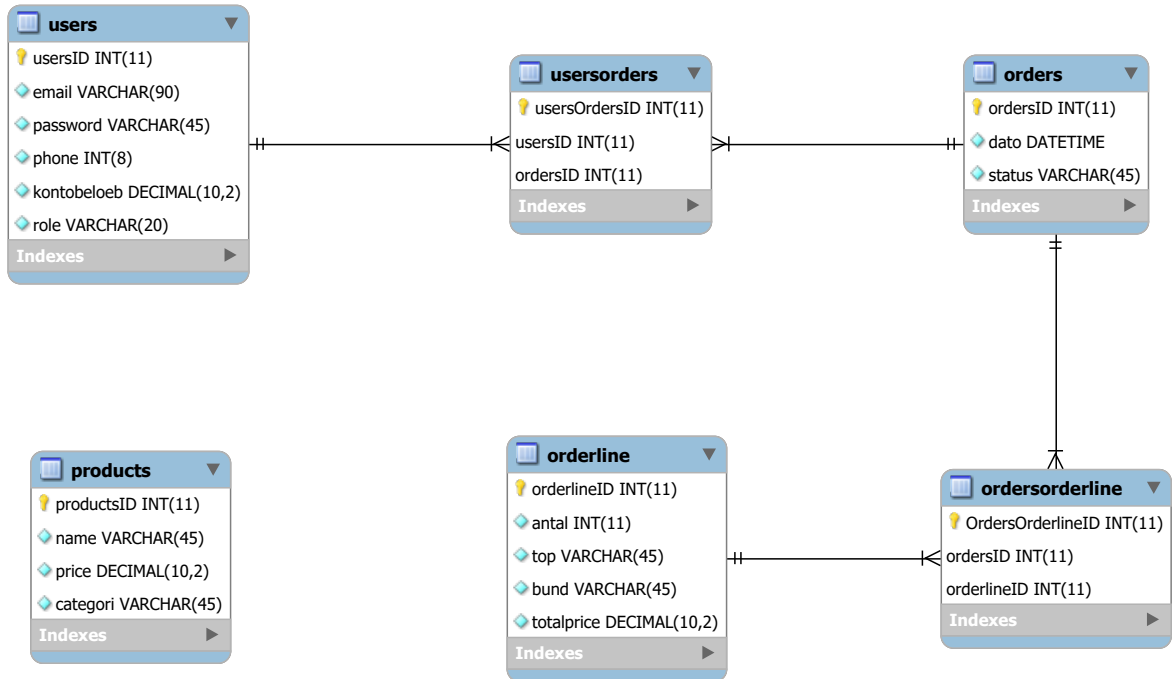 users
usersID INT(11)
email VARCHAR(90)
password VARCHAR(45)
phone INT(8)
kontobeloeb DECIMAL(10,2)
role VARCHAR(20)
Indexes
usersorders
usersOrdersID INT(11)
usersID INT(11)
ordersID INT(11)
Indexes
orders
ordersID INT(11)
dato DATETIME
status VARCHAR(45)
Indexes
products
productsID INT(11)
name VARCHAR(45)
price DECIMAL(10,2)
categori VARCHAR(45)
Indexes
orderline
orderlineID INT(11)
antal INT(11)
top VARCHAR(45)
bund VARCHAR(45)
totalprice DECIMAL(10,2)
Indexes
ordersorderline
OrdersOrderlineID INT(11)
ordersID INT(11)
orderlineID INT(11)
Indexes